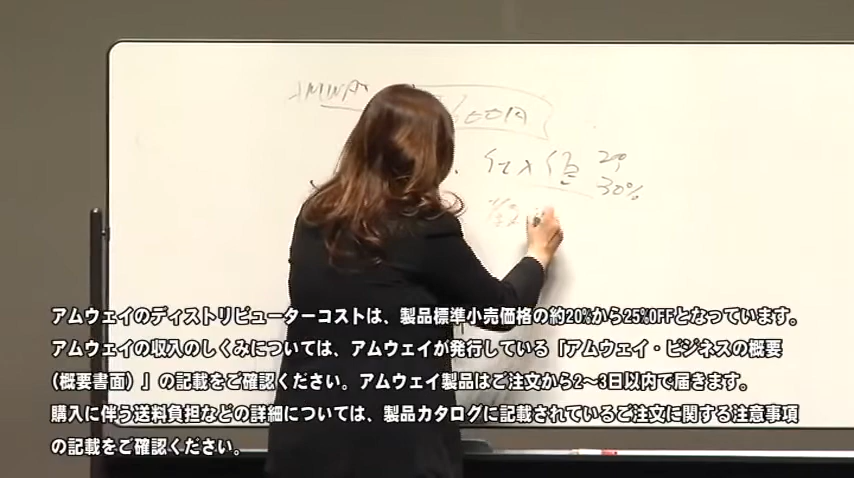 AMWAY
600円
仕入値 20
30%
アムウェイのディストリビューターコストは、製品標準小売価格の約20%から25%OFFとなっています。
アムウェイの収入のしくみについては、アムウェイが発行している「アムウェイ・ビジネスの概要
（概要書面）」の記載をご確認ください。アムウェイ製品はご注文から2〜3日以内で届きます。
購入に伴う送料負担などの詳細については、製品カタログに記載されているご注文に関する注意事項
の記載をご確認ください。